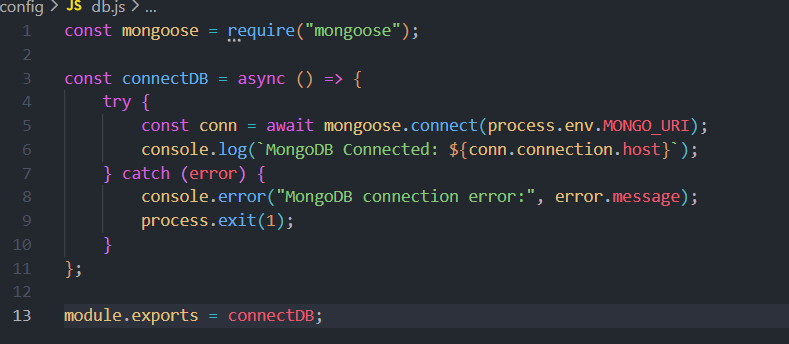 config > JS db.js > ...
1 const mongoose = require("mongoose");
2
3 const connectDB = async () => {
4     try {
5         const conn = await mongoose.connect(process.env.MONGO_URI);
6         console.log(`MongoDB Connected: ${conn.connection.host}`);
7     } catch (error) {
8         console.error("MongoDB connection error:", error.message);
9         process.exit(1);
10     }
11 };
12
13 module.exports = connectDB;